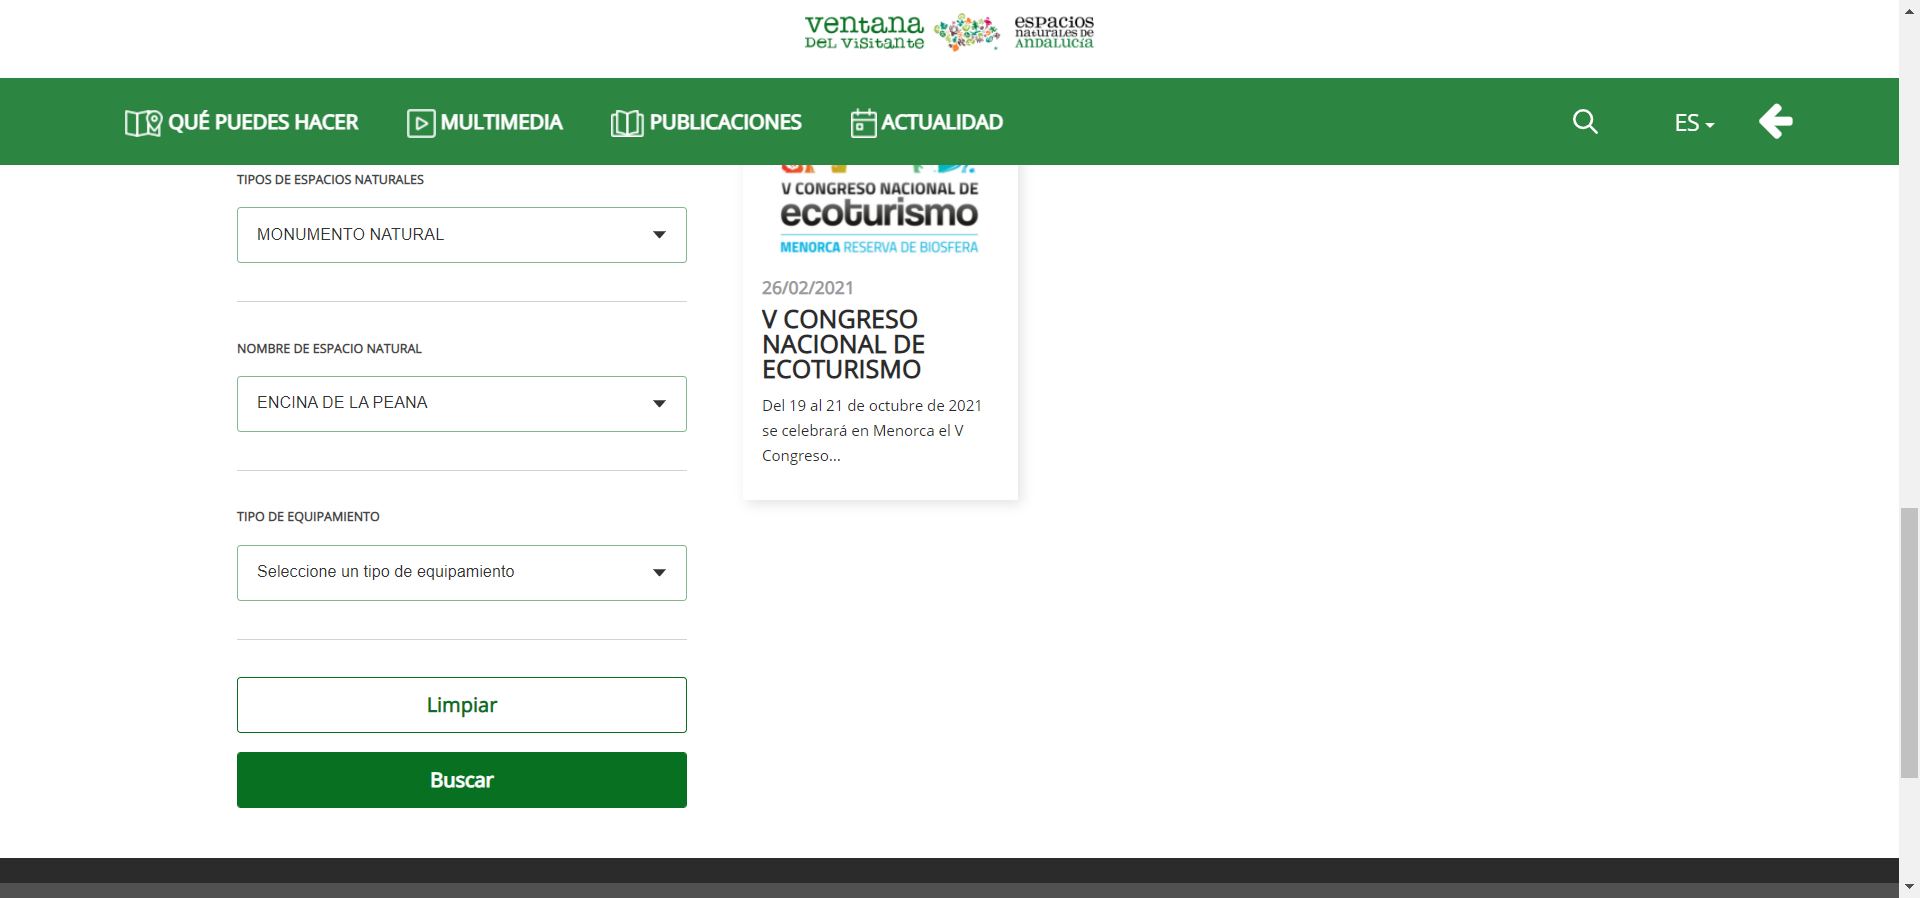 ventana
DEL VISITANTE
espacios
naturales de
ANDALUCÍA
QUÉ PUEDES HACER
MULTIMEDIA
PUBLICACIONES
ACTUALIDAD
ES
TIPOS DE ESPACIOS NATURALES
MONUMENTO NATURAL
NOMBRE DE ESPACIO NATURAL
ENCINA DE LA PEANA
TIPO DE EQUIPAMIENTO
Seleccione un tipo de equipamiento
Limpiar
Buscar
V CONGRESO NACIONAL DE
ecoturismo
MENORCA RESERVA DE BIOSFERA
26/02/2021
V CONGRESO
NACIONAL DE
ECOTURISMO
Del 19 al 21 de octubre de 2021
se celebrará en Menorca el V
Congreso...